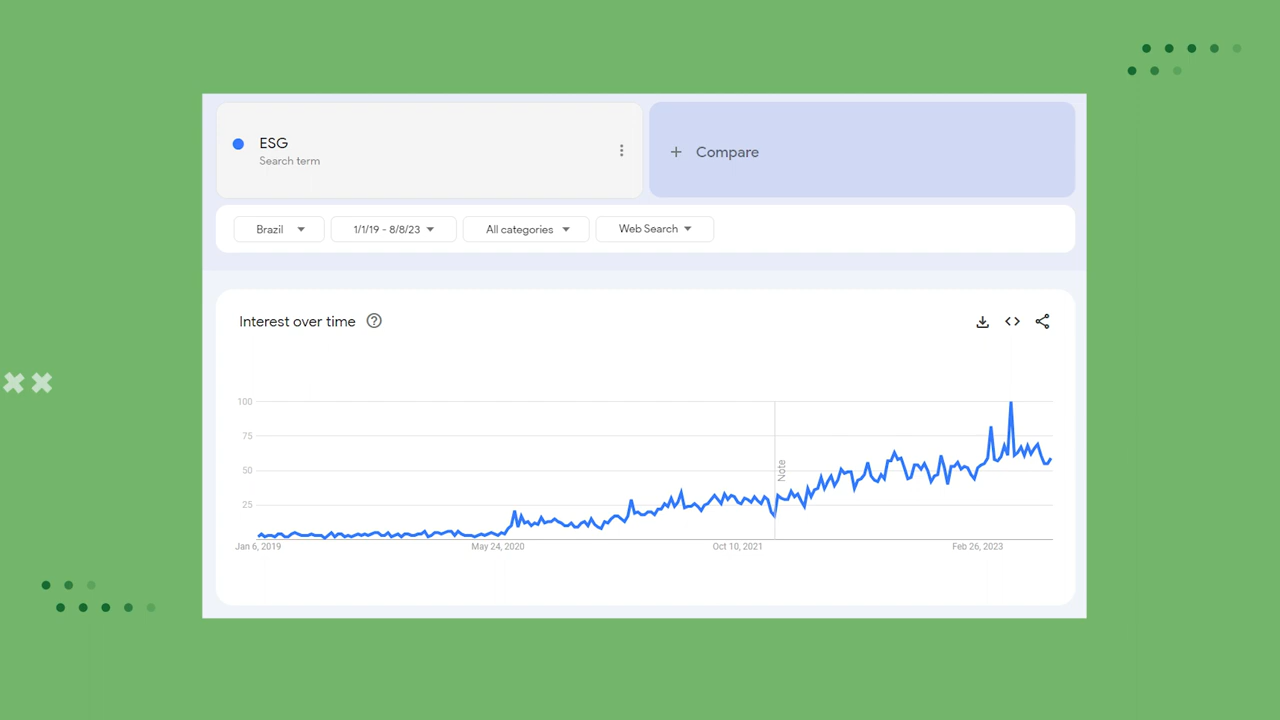 ESG
Search term
+ Compare
Brazil
1/1/19 - 8/8/23
All categories
Web Search
Interest over time
100
75
50
25
Note
Jan 6, 2019
May 24, 2020
Oct 10, 2021
Feb 26, 2023